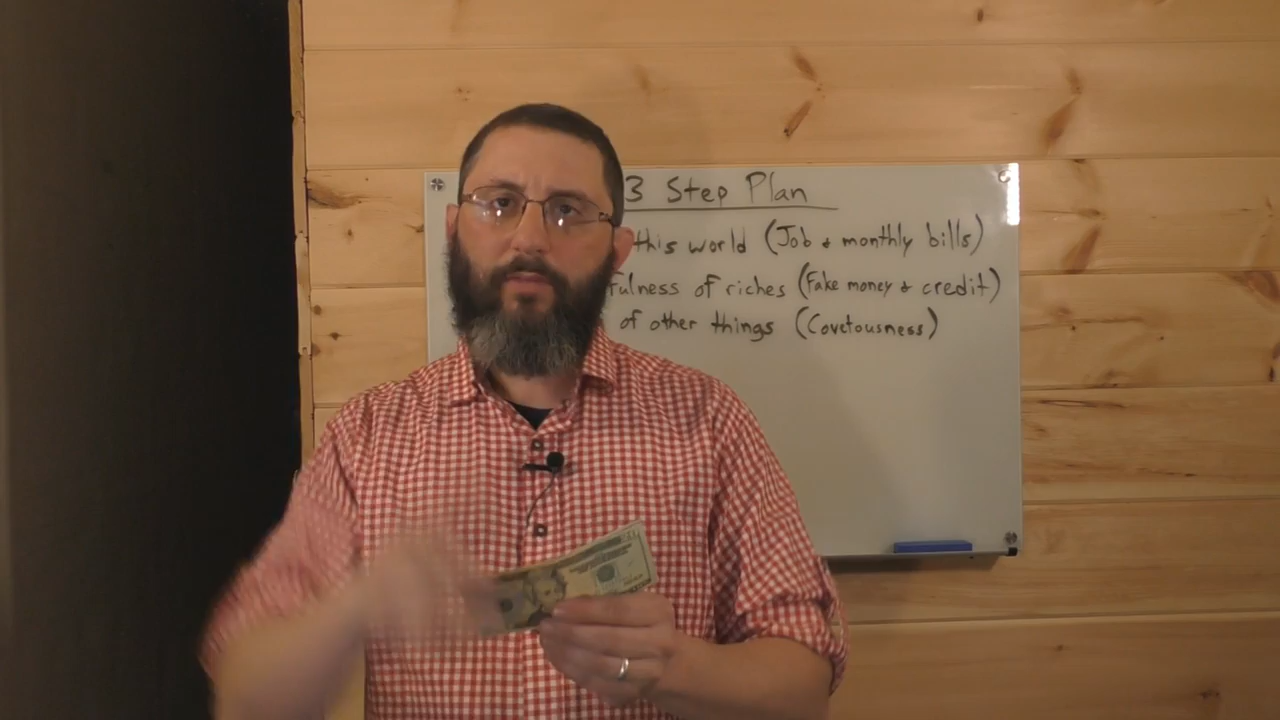 3 Step Plan
this world (Job & monthly bills)
fulness of riches (Fake money & credit)
of other things (Covetousness)